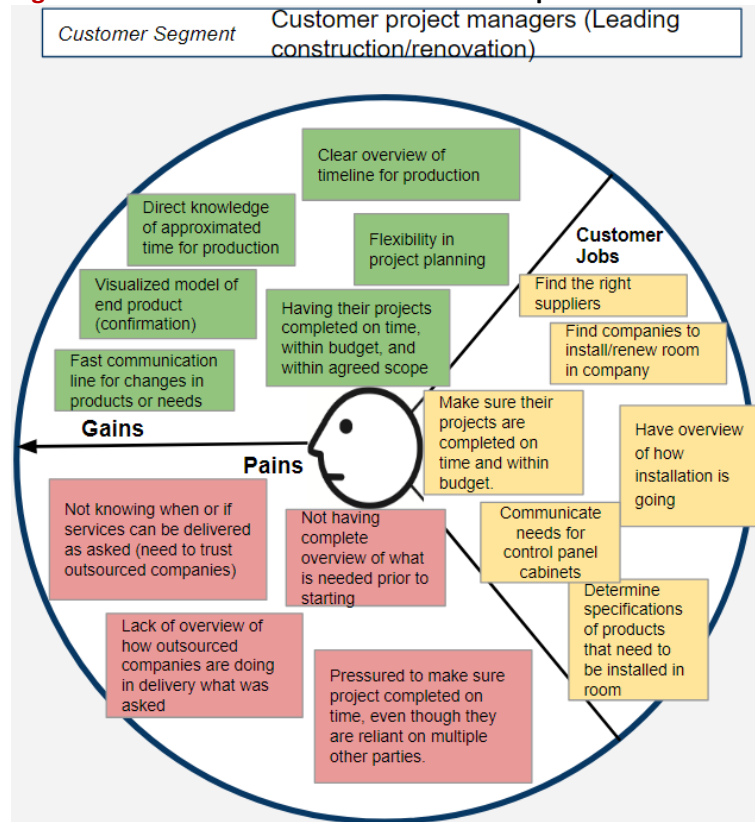 Customer Segment
Customer project managers (Leading
construction/renovation)
Clear overview of
timeline for production
Direct knowledge
of approximated
time for production
Flexibility in
project planning
Visualized model of
end product
(confirmation)
Having their projects
completed on time,
within budget, and
within agreed scope
Fast communication
line for changes in
products or needs
Gains
Customer
Jobs
Find the right
suppliers
Find companies to
install/renew room
in company
Make sure their
projects are
completed on
time and within
budget.
Have overview
of how
installation is
going
Communicate
needs for
control panel
cabinets
Determine
specifications
of products
that need to
be installed in
room
Pains
Not knowing when or if
services can be delivered
as asked (need to trust
outsourced companies)
Not having
complete
overview of what
is needed prior to
starting
Lack of overview of
how outsourced
companies are doing
in delivery what was
asked
Pressured to make sure
project completed on
time, even though they
are reliant on multiple
other parties.